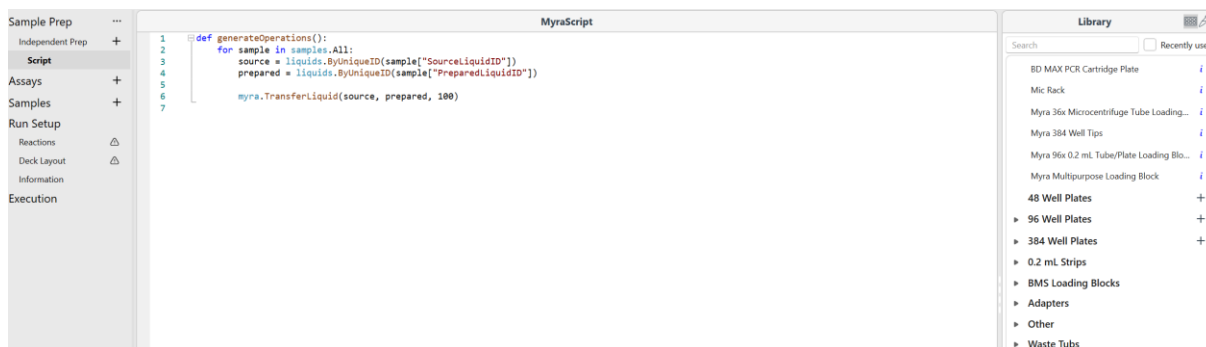 Sample Prep ...
Independent Prep +
Script
Assays +
Samples +
Run Setup
Reactions
Deck Layout
Information
Execution
MyraScript
1 def generateOperations():
2 for sample in samples.All:
3 source = liquids.ByUniqueID(sample["SourceLiquidID"])
4 prepared = liquids.ByUniqueID(sample["PreparedLiquidID"])
5
6 myra.TransferLiquid(source, prepared, 100)
7
Library
Search Recently use
BD MAX PCR Cartridge Plate i
Mic Rack i
Myra 36x Microcentrifuge Tube Loading... i
Myra 384 Well Tips i
Myra 96x 0.2 mL Tube/Plate Loading Blo... i
Myra Multipurpose Loading Block i
48 Well Plates +
96 Well Plates +
384 Well Plates +
0.2 mL Strips
BMS Loading Blocks
Adapters
Other
Waste Tubs